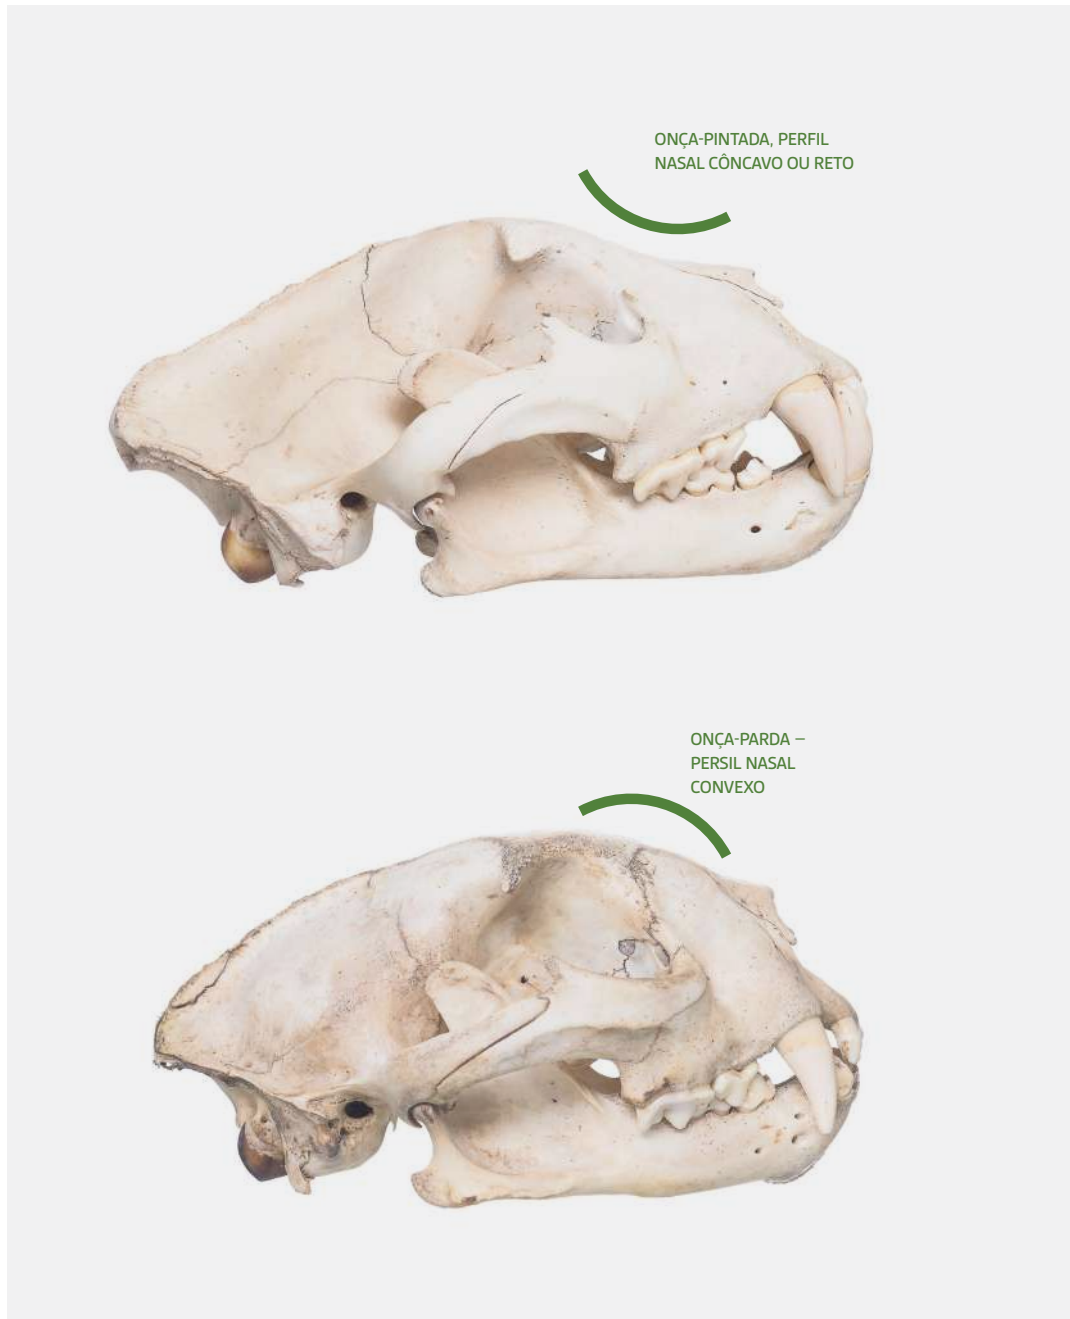 ONÇA-PINTADA, PERFIL
NASAL CÔNCAVO OU RETO
ONÇA-PARDA –
PERSIL NASAL
CONVEXO